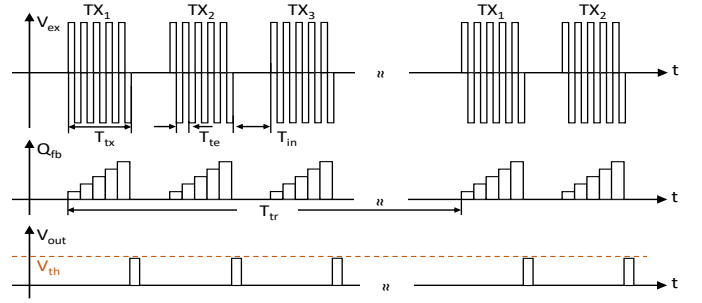 TX1 TX2 TX3 TX1 TX2
Vex
≈ t
Ttx Tte Tin
Qfb
≈ t
Ttr
Vout
Vth
≈ t